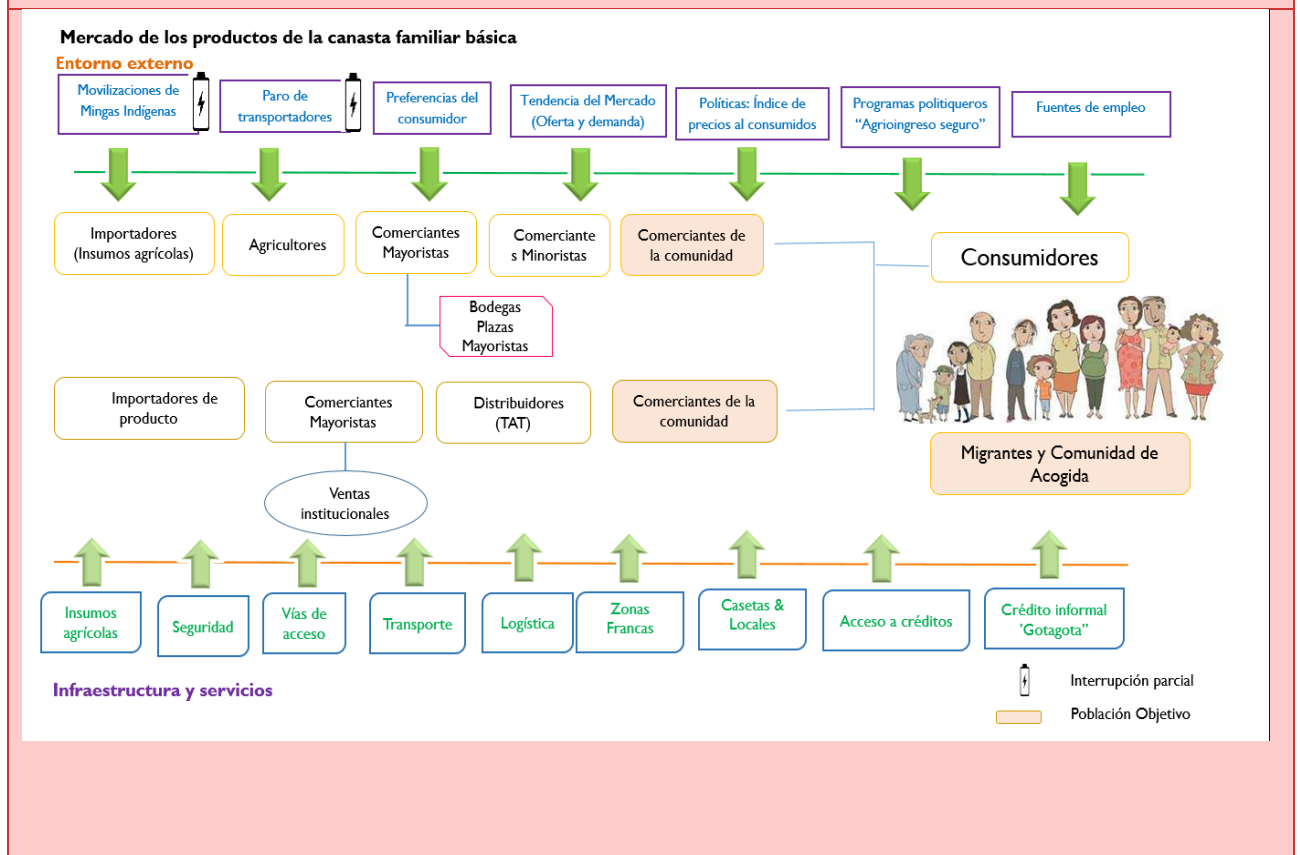 Mercado de los productos de la canasta familiar básica
Entorno externo
Movilizaciones de
Mingas Indígenas
Paro de
transportadores
Preferencias del
consumidor
Tendencia del Mercado
(Oferta y demanda)
Políticas: Índice de
precios al consumidos
Programas politiqueros
“Agrioingreso seguro”
Fuentes de empleo
Importadores
(Insumos agrícolas)
Agricultores
Comerciantes
Mayoristas
Comerciante
s Minoristas
Comerciantes de
la comunidad
Consumidores
Bodegas
Plazas
Mayoristas
Importadores de
producto
Comerciantes
Mayoristas
Distribuidores
(TAT)
Comerciantes de la
comunidad
Migrantes y Comunidad de
Acogida
Ventas
institucionales
Insumos
agrícolas
Seguridad
Vías de
acceso
Transporte
Logística
Zonas
Francas
Casetas &
Locales
Acceso a créditos
Crédito informal
'Gotagota”
Infraestructura y servicios
Interrupción parcial
Población Objetivo